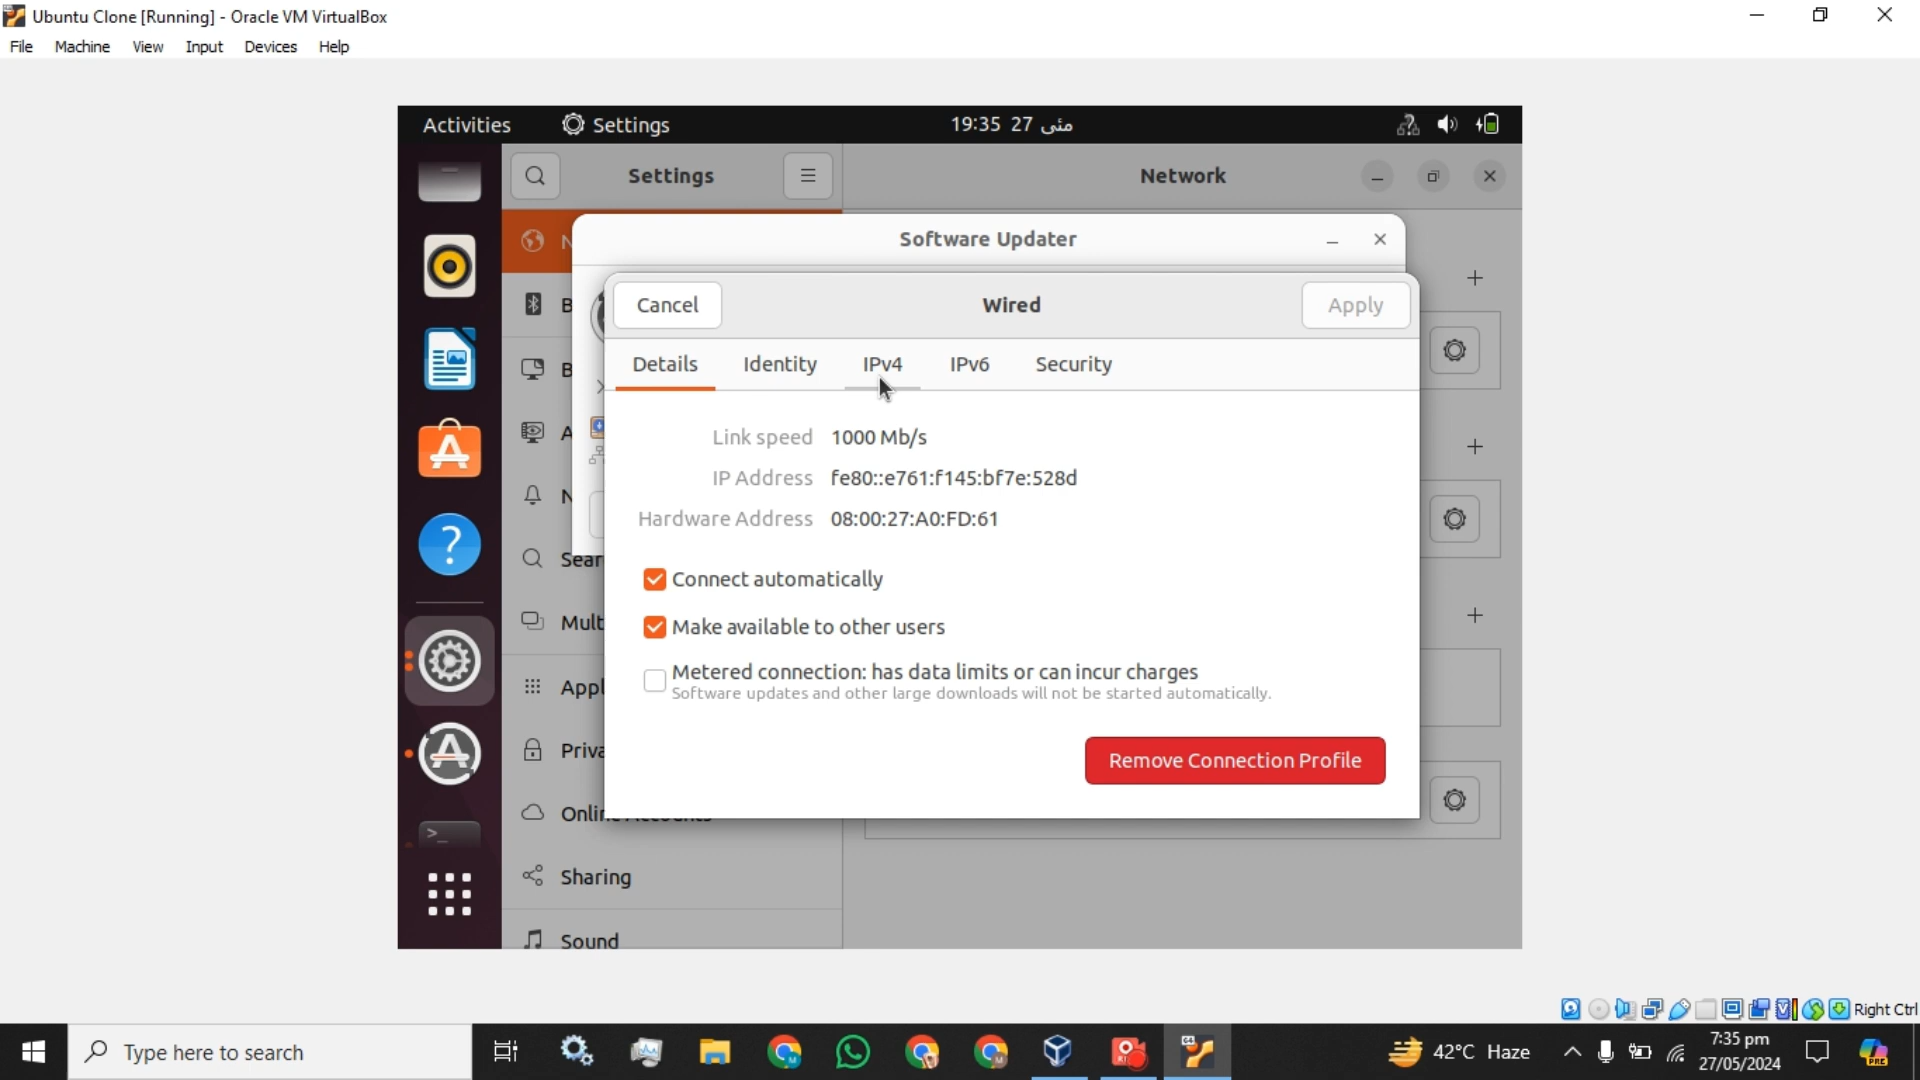 Ubuntu Clone [Running] - Oracle VM VirtualBox
File Machine View Input Devices Help
Activities Settings 19:35 27 مئی
Settings Network
Software Updater
Cancel Wired Apply
Details Identity IPv4 IPv6 Security
Link speed 1000 Mb/s
IP Address fe80::e761:f145:bf7e:528d
Hardware Address 08:00:27:A0:FD:61
Connect automatically
Make available to other users
Metered connection: has data limits or can incur charges
Software updates and other large downloads will not be started automatically.
Remove Connection Profile
Sharing
Sound
Right Ctrl
Type here to search
42°C Haze
7:35 pm
27/05/2024